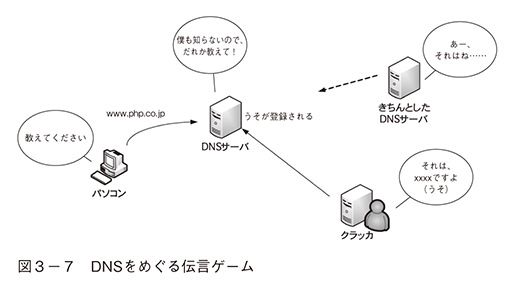 僕も知らないので、
だれか教えて！
あー、
それはね……
www.php.co.jp
うそが登録される
きちんとした
DNSサーバ
教えてください
DNSサーバ
パソコン
それは、
xxxxですよ
（うそ）
クラッカ
図３－７　DNSをめぐる伝言ゲーム